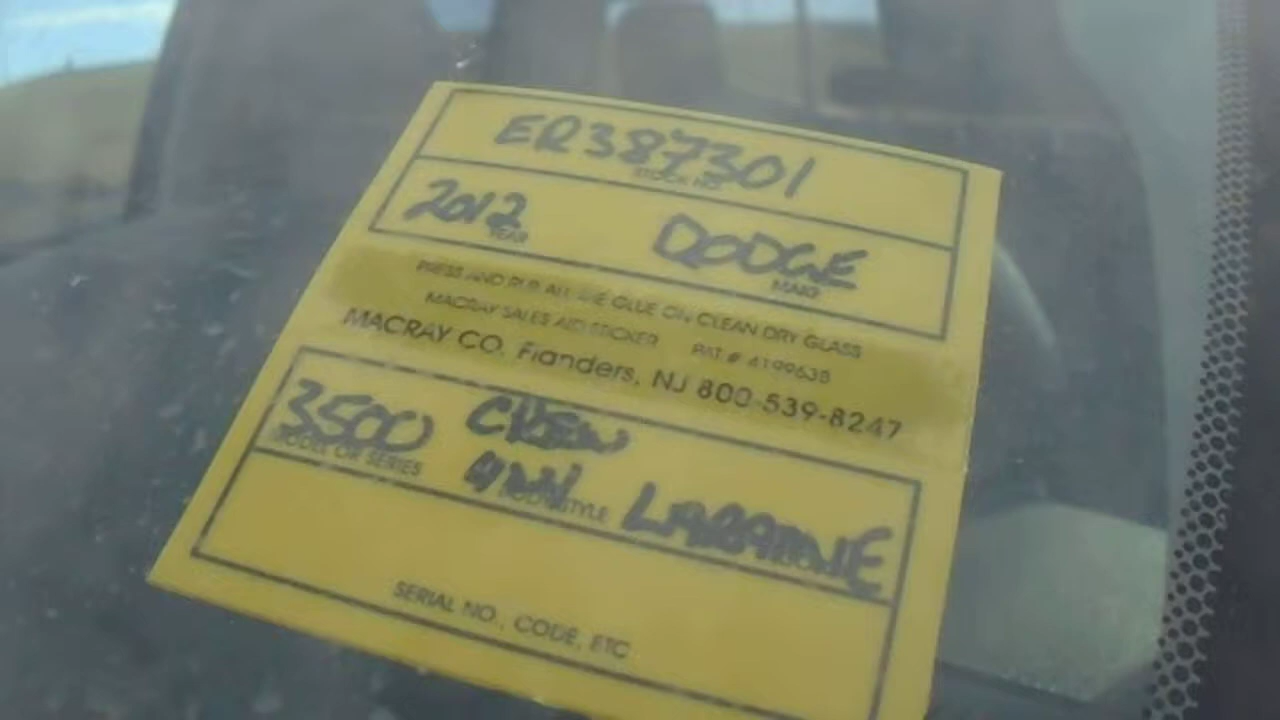 ER387301
STOCK NO.
2012 DODGE
YEAR MAKE
PRESS AND RUB ALL THE GLUE ON CLEAN DRY GLASS
MACRAY SALES AID STICKER PAT # 4199638
MACRAY CO. Flanders, NJ 800-539-8247
3500 CREW
4WD LARAMIE
MODEL OR SERIES BODY STYLE
SERIAL NO., CODE, ETC